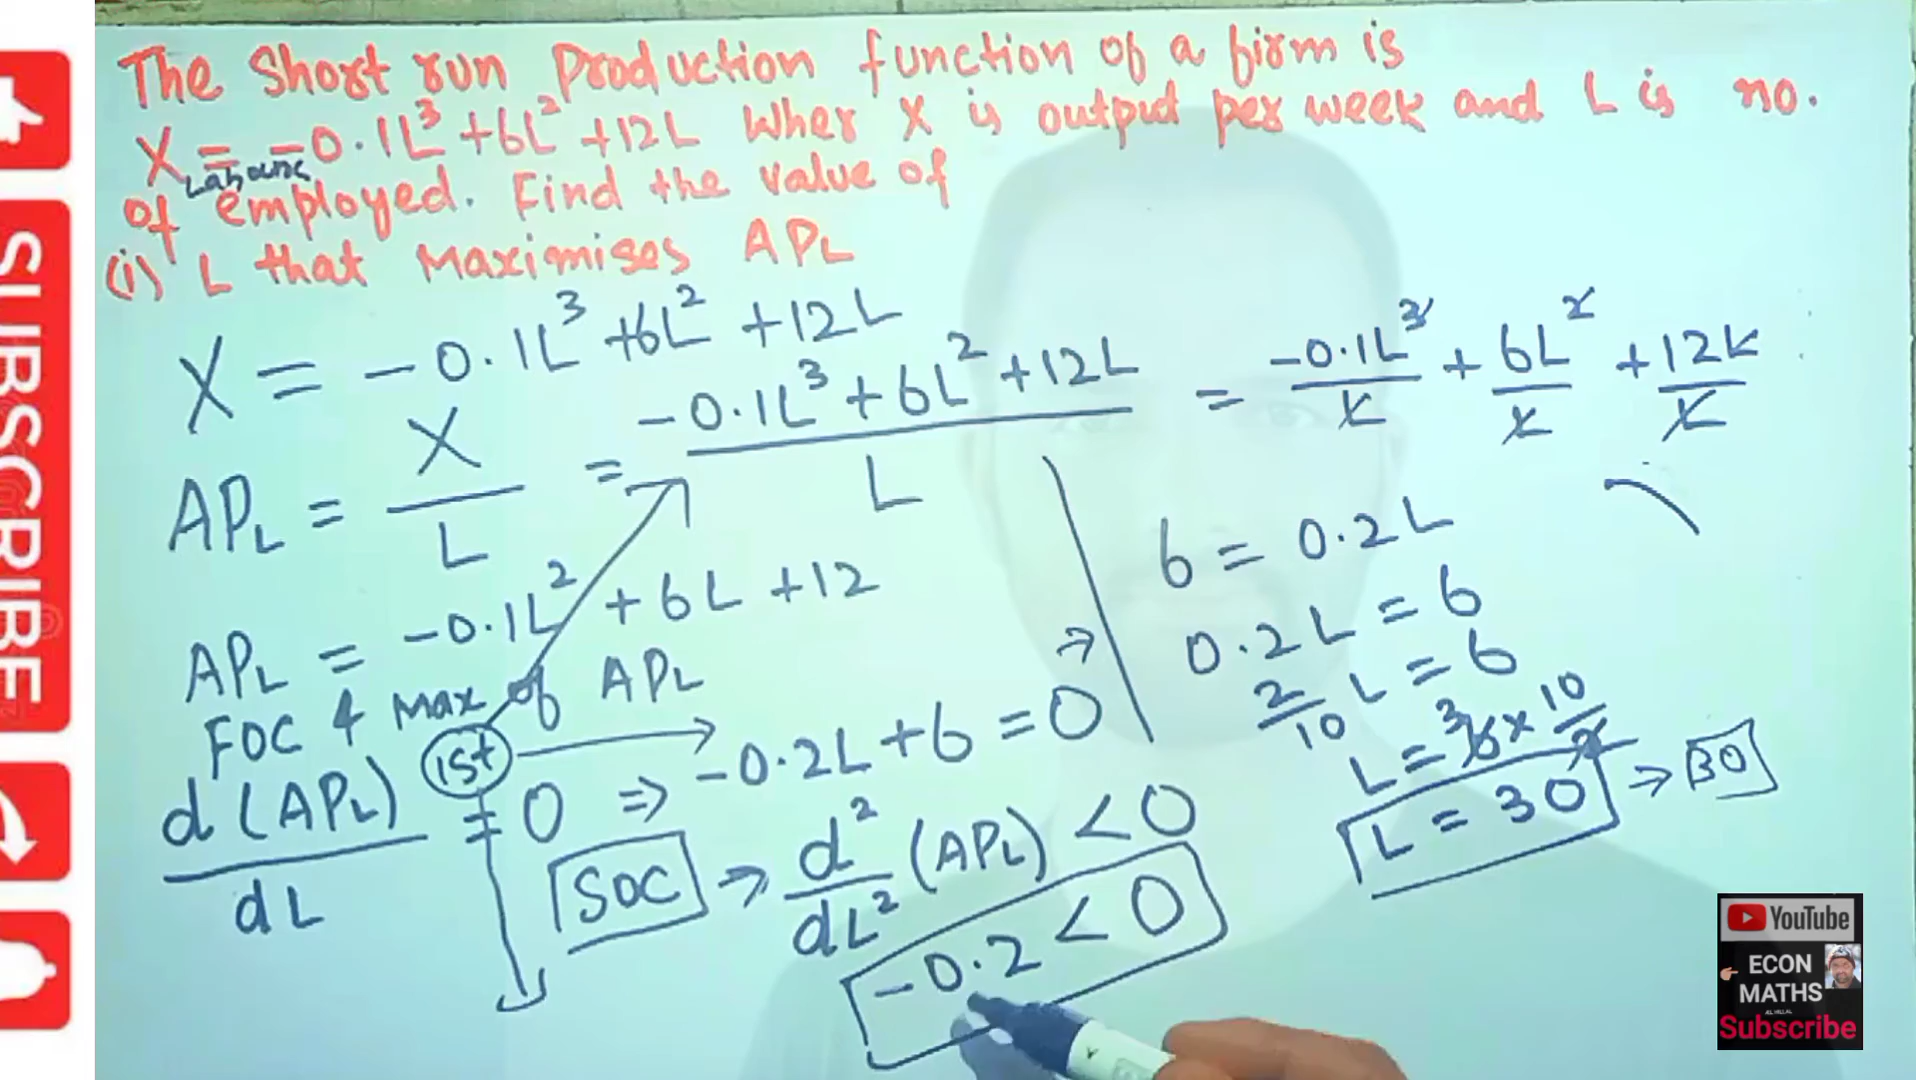 The Short run Production function of a firm is
X = -0.1L³ + 6L² + 12L Wher X is output per week and L is no.
Labours
of employed. Find the value of
(i) L that Maximises APL
X = -0.1L³ + 6L² + 12L
APL = X/L = (-0.1L³ + 6L² + 12L)/L = -0.1L³/L + 6L²/L + 12L/L
APL = -0.1L² + 6L + 12
FOC 4 Max of APL
1st
d(APL)/dL = 0 ⇒ -0.2L + 6 = 0 →
SOC → d²/dL² (APL) < 0
-0.2 < 0
6 = 0.2L
0.2L = 6
2/10 L = 6
L = 6 × 10/2
3
L = 30 → 30
SUBSCRIBE
YouTube
ECON
MATHS
Subscribe